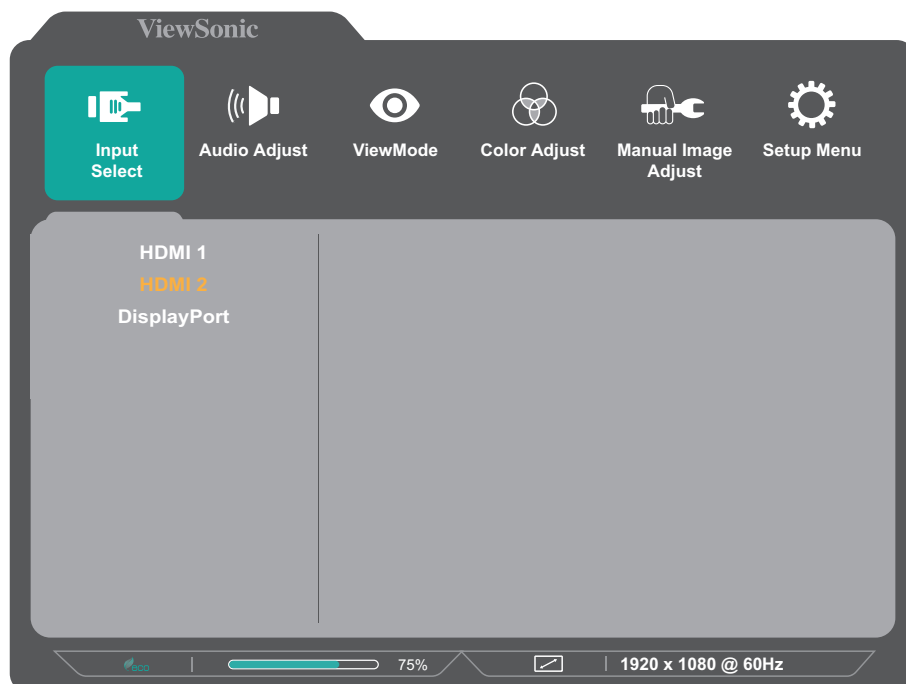 ViewSonic
Input
Select
Audio Adjust
ViewMode
Color Adjust
Manual Image
Adjust
Setup Menu
HDMI 1
HDMI 2
DisplayPort
eco
75%
1920 x 1080 @ 60Hz